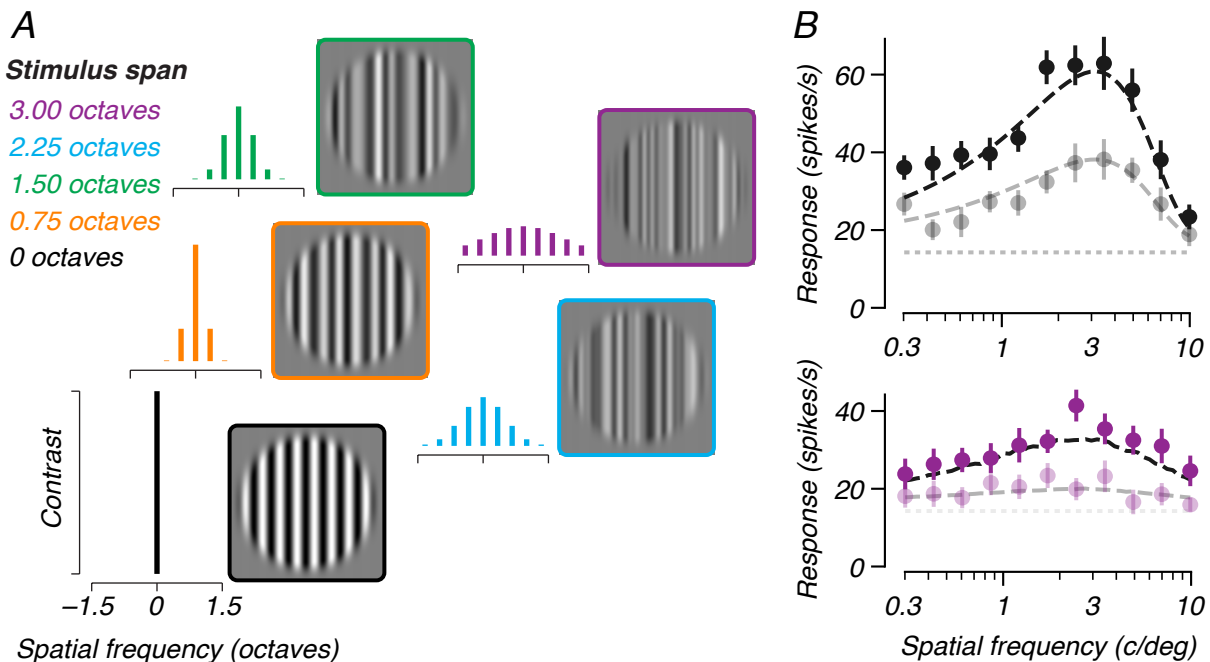 A
Stimulus span
3.00 octaves
2.25 octaves
1.50 octaves
0.75 octaves
0 octaves
Contrast
−1.5 0 1.5
Spatial frequency (octaves)
B
Response (spikes/s)
60
40
20
0
0.3 1 3 10
Response (spikes/s)
40
20
0
0.3 1 3 10
Spatial frequency (c/deg)